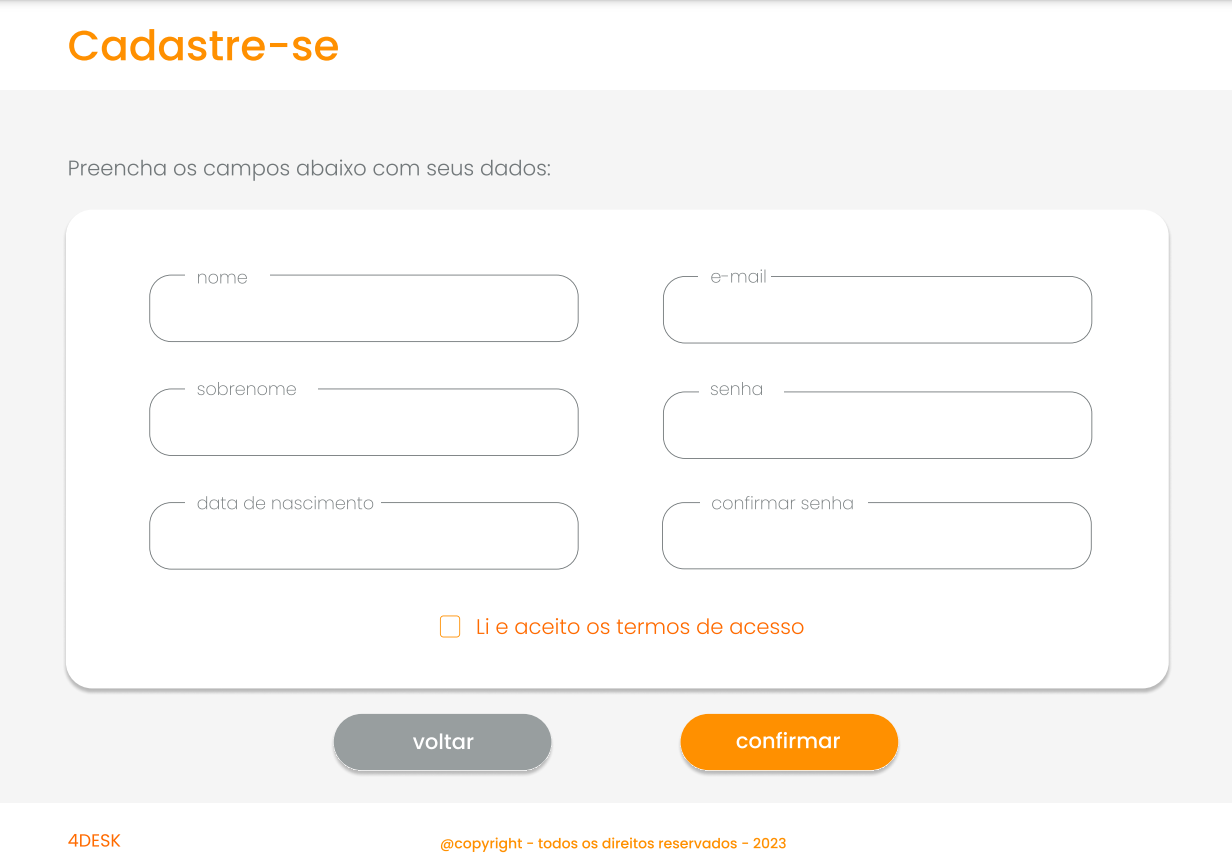 Cadastre-se
Preencha os campos abaixo com seus dados:
nome
e-mail
sobrenome
senha
data de nascimento
confirmar senha
Li e aceito os termos de acesso
voltar
confirmar
4DESK
@copyright - todos os direitos reservados - 2023